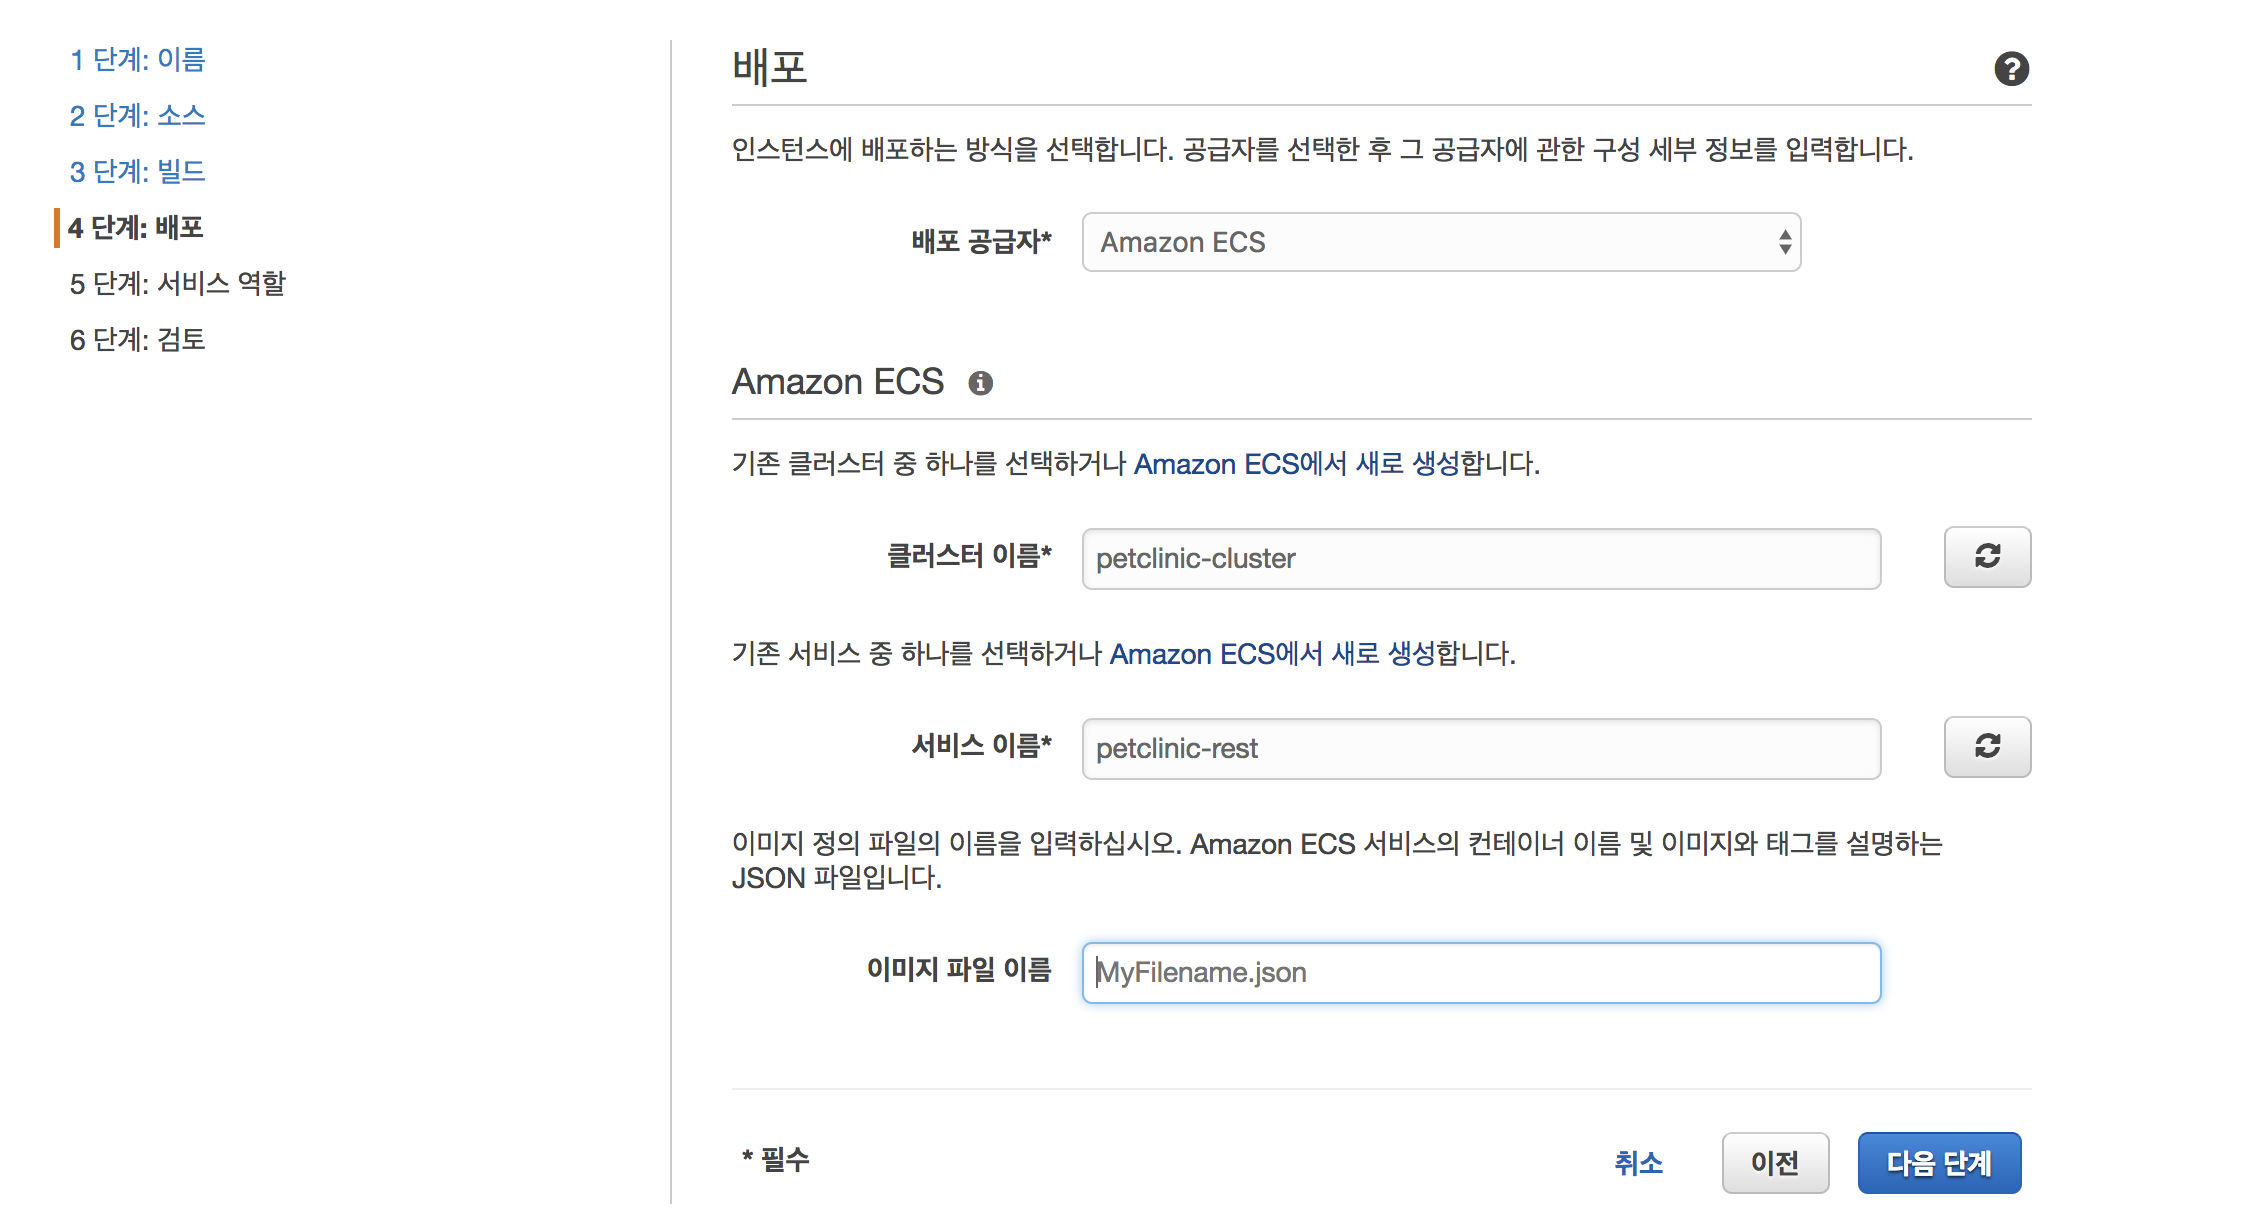 1 단계: 이름
2 단계: 소스
3 단계: 빌드
4 단계: 배포
5 단계: 서비스 역할
6 단계: 검토
배포
인스턴스에 배포하는 방식을 선택합니다. 공급자를 선택한 후 그 공급자에 관한 구성 세부 정보를 입력합니다.
배포 공급자* Amazon ECS
Amazon ECS
기존 클러스터 중 하나를 선택하거나 Amazon ECS에서 새로 생성합니다.
클러스터 이름* petclinic-cluster
기존 서비스 중 하나를 선택하거나 Amazon ECS에서 새로 생성합니다.
서비스 이름* petclinic-rest
이미지 정의 파일의 이름을 입력하십시오. Amazon ECS 서비스의 컨테이너 이름 및 이미지와 태그를 설명하는
JSON 파일입니다.
이미지 파일 이름 MyFilename.json
* 필수 취소 이전 다음 단계